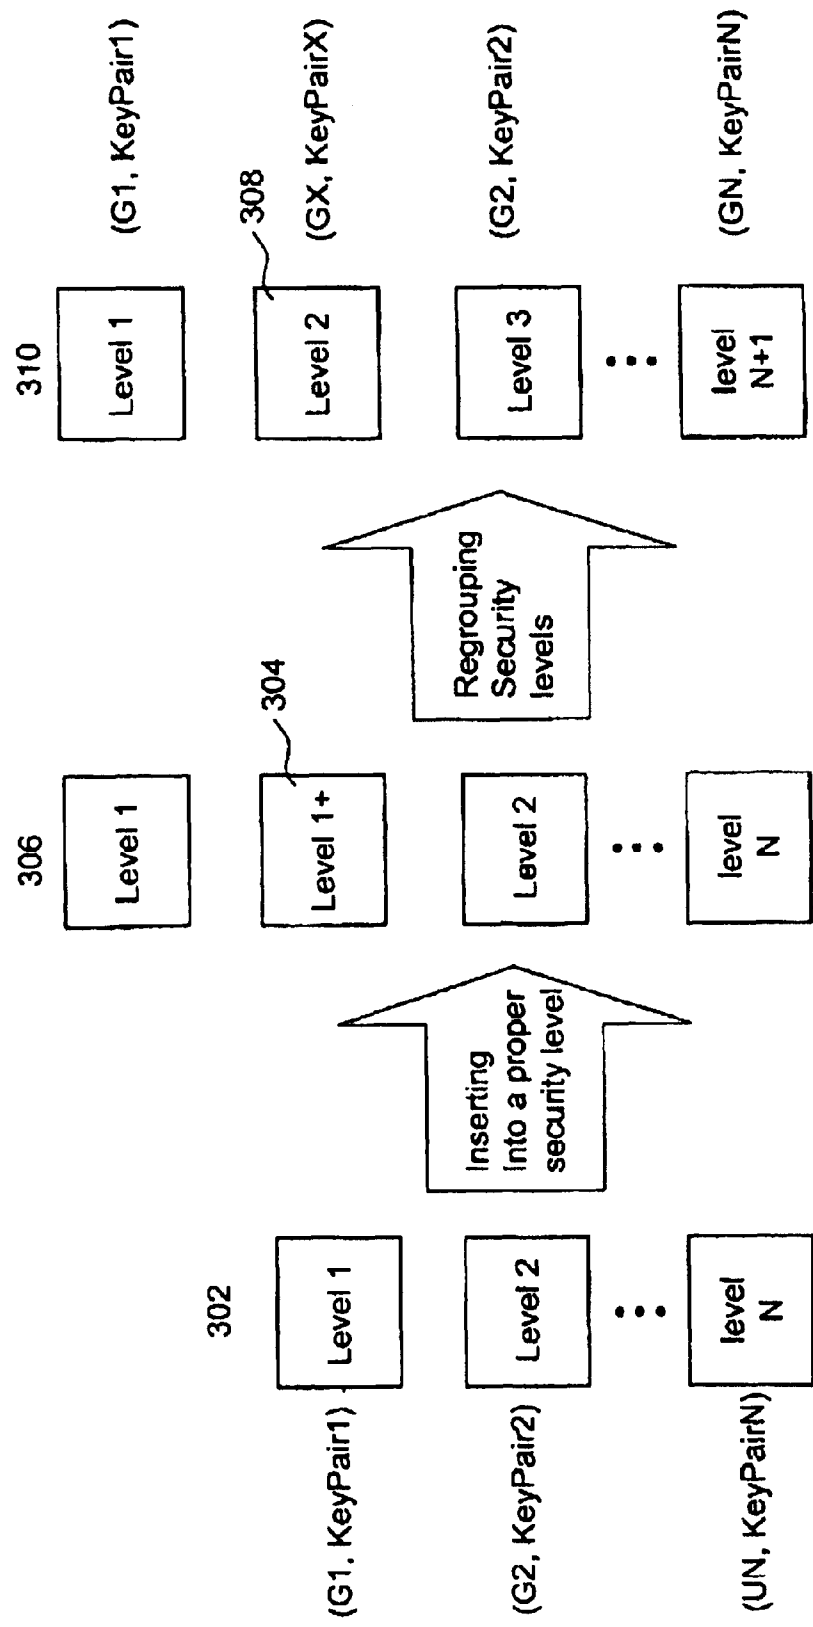 302
(G1, KeyPair1)
Level 1
(G2, KeyPair2)
Level 2
(UN, KeyPairN)
level
N
Inserting
Into a proper
security level
306
Level 1
304
Level 1+
Level 2
level
N
Regrouping
Security
levels
310
Level 1
(G1, KeyPair1)
308
Level 2
(GX, KeyPairX)
Level 3
(G2, KeyPair2)
level
N+1
(GN, KeyPairN)